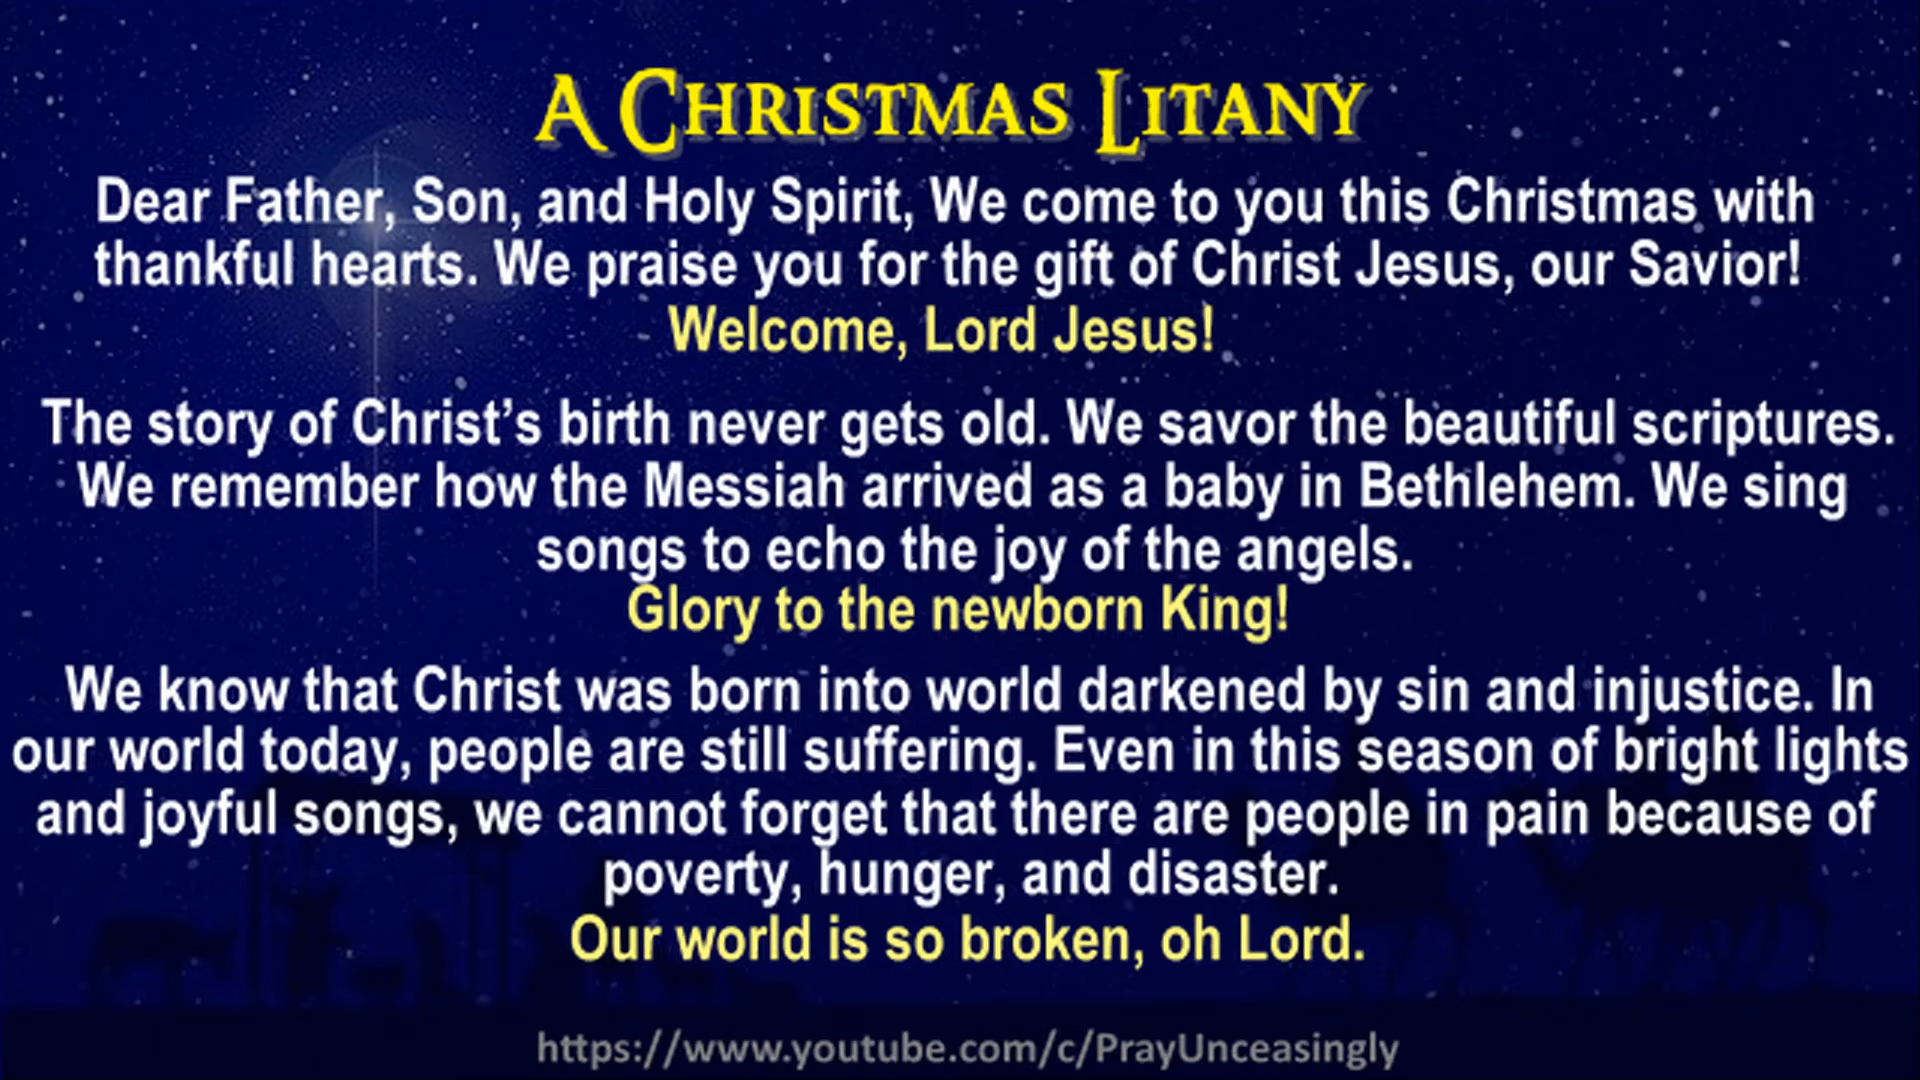 A Christmas Litany
Dear Father, Son, and Holy Spirit, We come to you this Christmas with
thankful hearts. We praise you for the gift of Christ Jesus, our Savior!
Welcome, Lord Jesus!
The story of Christ’s birth never gets old. We savor the beautiful scriptures.
We remember how the Messiah arrived as a baby in Bethlehem. We sing
songs to echo the joy of the angels.
Glory to the newborn King!
We know that Christ was born into world darkened by sin and injustice. In
our world today, people are still suffering. Even in this season of bright lights
and joyful songs, we cannot forget that there are people in pain because of
poverty, hunger, and disaster.
Our world is so broken, oh Lord.
https://www.youtube.com/c/PrayUnceasingly